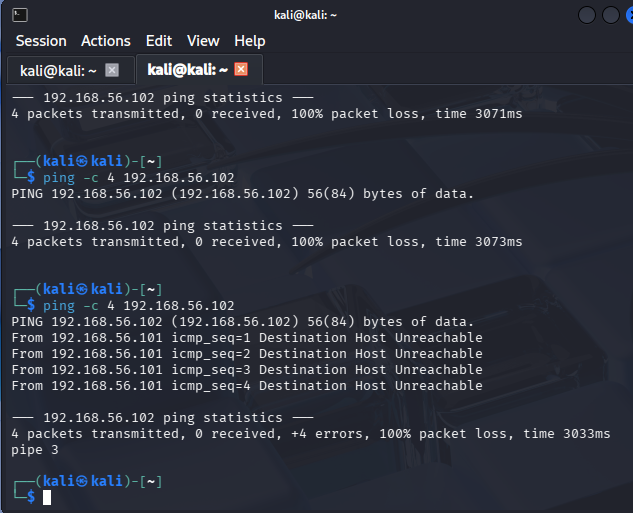 kali@kali: ~
Session Actions Edit View Help
kali@kali: ~
kali@kali: ~
--- 192.168.56.102 ping statistics ---
4 packets transmitted, 0 received, 100% packet loss, time 3071ms
┌──(kali㉿kali)-[~]
└─$ ping -c 4 192.168.56.102
PING 192.168.56.102 (192.168.56.102) 56(84) bytes of data.
--- 192.168.56.102 ping statistics ---
4 packets transmitted, 0 received, 100% packet loss, time 3073ms
┌──(kali㉿kali)-[~]
└─$ ping -c 4 192.168.56.102
PING 192.168.56.102 (192.168.56.102) 56(84) bytes of data.
From 192.168.56.101 icmp_seq=1 Destination Host Unreachable
From 192.168.56.101 icmp_seq=2 Destination Host Unreachable
From 192.168.56.101 icmp_seq=3 Destination Host Unreachable
From 192.168.56.101 icmp_seq=4 Destination Host Unreachable
--- 192.168.56.102 ping statistics ---
4 packets transmitted, 0 received, +4 errors, 100% packet loss, time 3033ms
pipe 3
┌──(kali㉿kali)-[~]
└─$